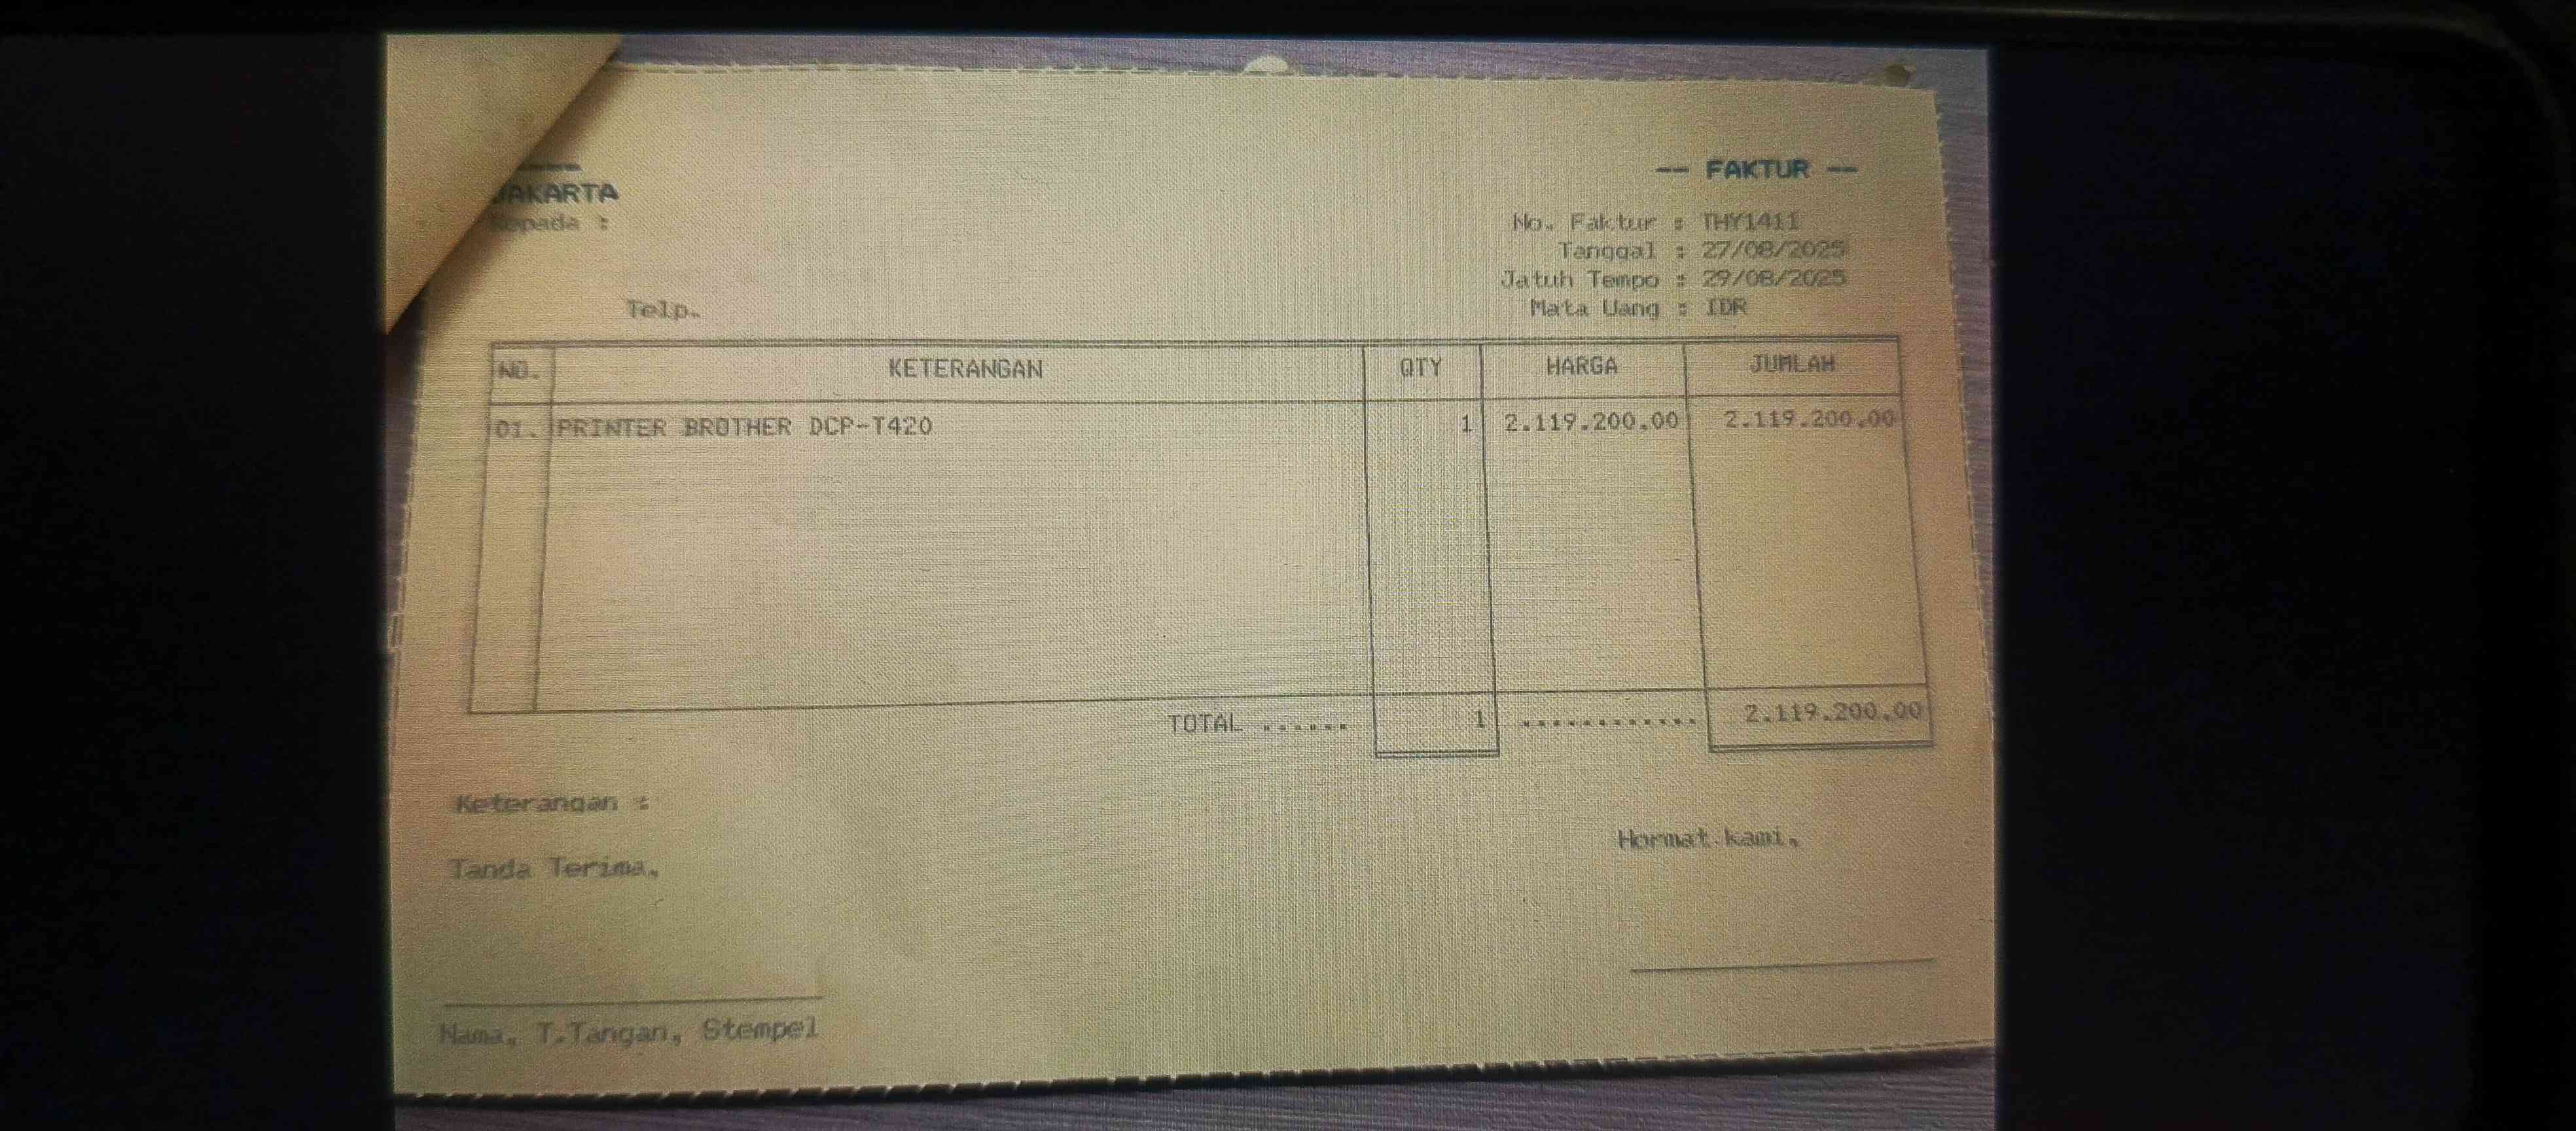 -- FAKTUR --
JAKARTA
Kepada :
No. Faktur : THY1411
Tanggal : 27/08/2025
Jatuh Tempo : 29/08/2025
Telp.
Mata Uang : IDR
NO. KETERANGAN QTY HARGA JUMLAH
01. PRINTER BROTHER DCP-T420 1 2.119.200,00 2.119.200,00
TOTAL ...... 1 ............ 2.119.200,00
Keterangan :
Hormat kami,
Tanda Terima,
Nama, T.Tangan, Stempel